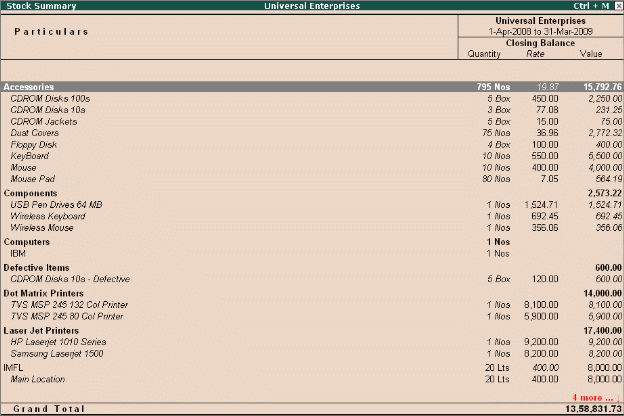 Stock Summary Universal Enterprises Ctrl + M
Particulars Universal Enterprises
1-Apr-2008 to 31-Mar-2009
Closing Balance
Quantity Rate Value
Accessories 795 Nos 19.87 15,792.76
CDROM Disks 100s 5 Box 450.00 2,250.00
CDROM Disks 10s 3 Box 77.08 231.25
CDROM Jackets 5 Box 15.00 75.00
Dust Covers 75 Nos 36.96 2,772.32
Floppy Disk 4 Box 100.00 400.00
KeyBoard 10 Nos 550.00 5,500.00
Mouse 10 Nos 400.00 4,000.00
Mouse Pad 80 Nos 7.05 564.19
Components 2,573.22
USB Pen Drives 64 MB 1 Nos 1,524.71 1,524.71
Wireless Keyboard 1 Nos 692.45 692.45
Wireless Mouse 1 Nos 356.06 356.06
Computers 1 Nos
IBM 1 Nos
Defective Items 600.00
CDROM Disks 10s - Defective 5 Box 120.00 600.00
Dot Matrix Printers 14,000.00
TVS MSP 245 132 Col Printer 1 Nos 8,100.00 8,100.00
TVS MSP 245 80 Col Printer 1 Nos 5,900.00 5,900.00
Laser Jet Printers 17,400.00
HP Laserjet 1010 Series 1 Nos 9,200.00 9,200.00
Samsung Laserjet 1500 1 Nos 8,200.00 8,200.00
IMFL 20 Lts 400.00 8,000.00
Main Location 20 Lts 400.00 8,000.00
4 more ... ↓
Grand Total 13,58,831.73